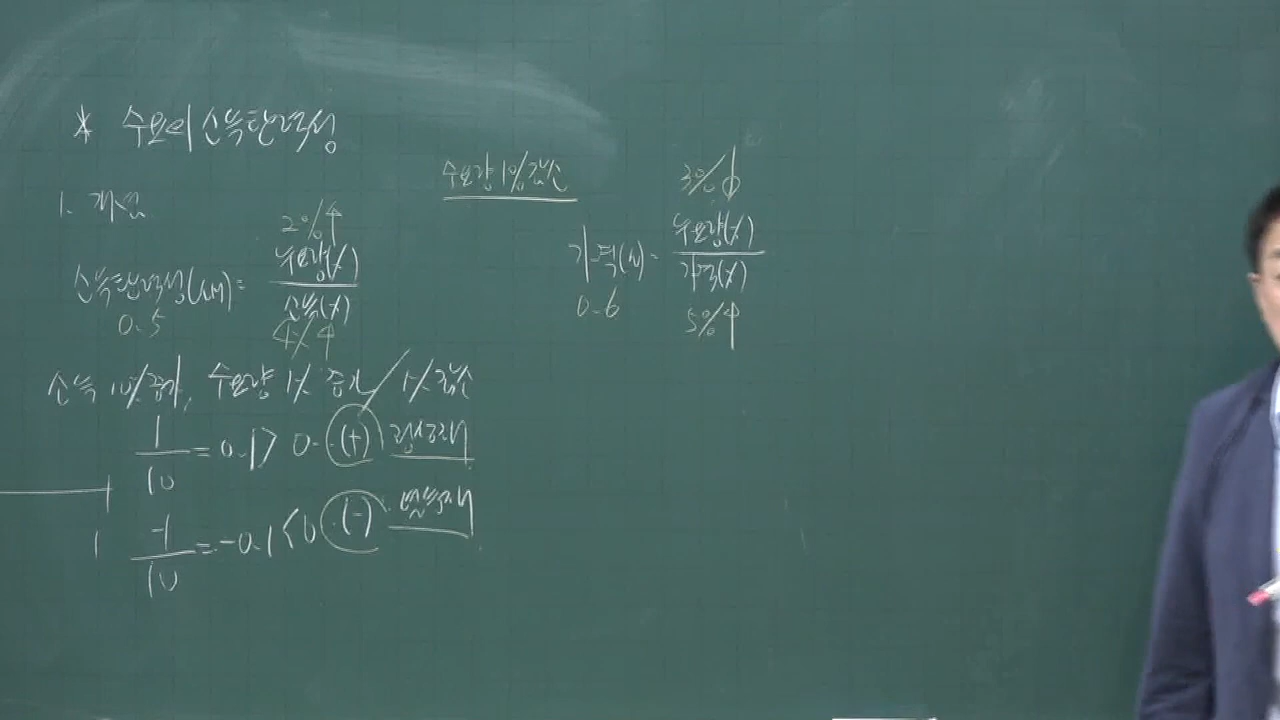 * 수요의 소득탄력성
1. 개념
2%↑
소득탄력성( ) = 수요량(%) / 소득(%)
0.5
4%↑
소득 10%증가, 수요량 1% 증가 / 1% 감소
1/10 = 0.1 > 0 · (+) 정상재
1
-1/10 = -0.1 < 0 · (-) · 열등재
수요량 1% 감소
3%↓
가격( ) = 수요량(%) / 가격(%)
0.6
5%↑